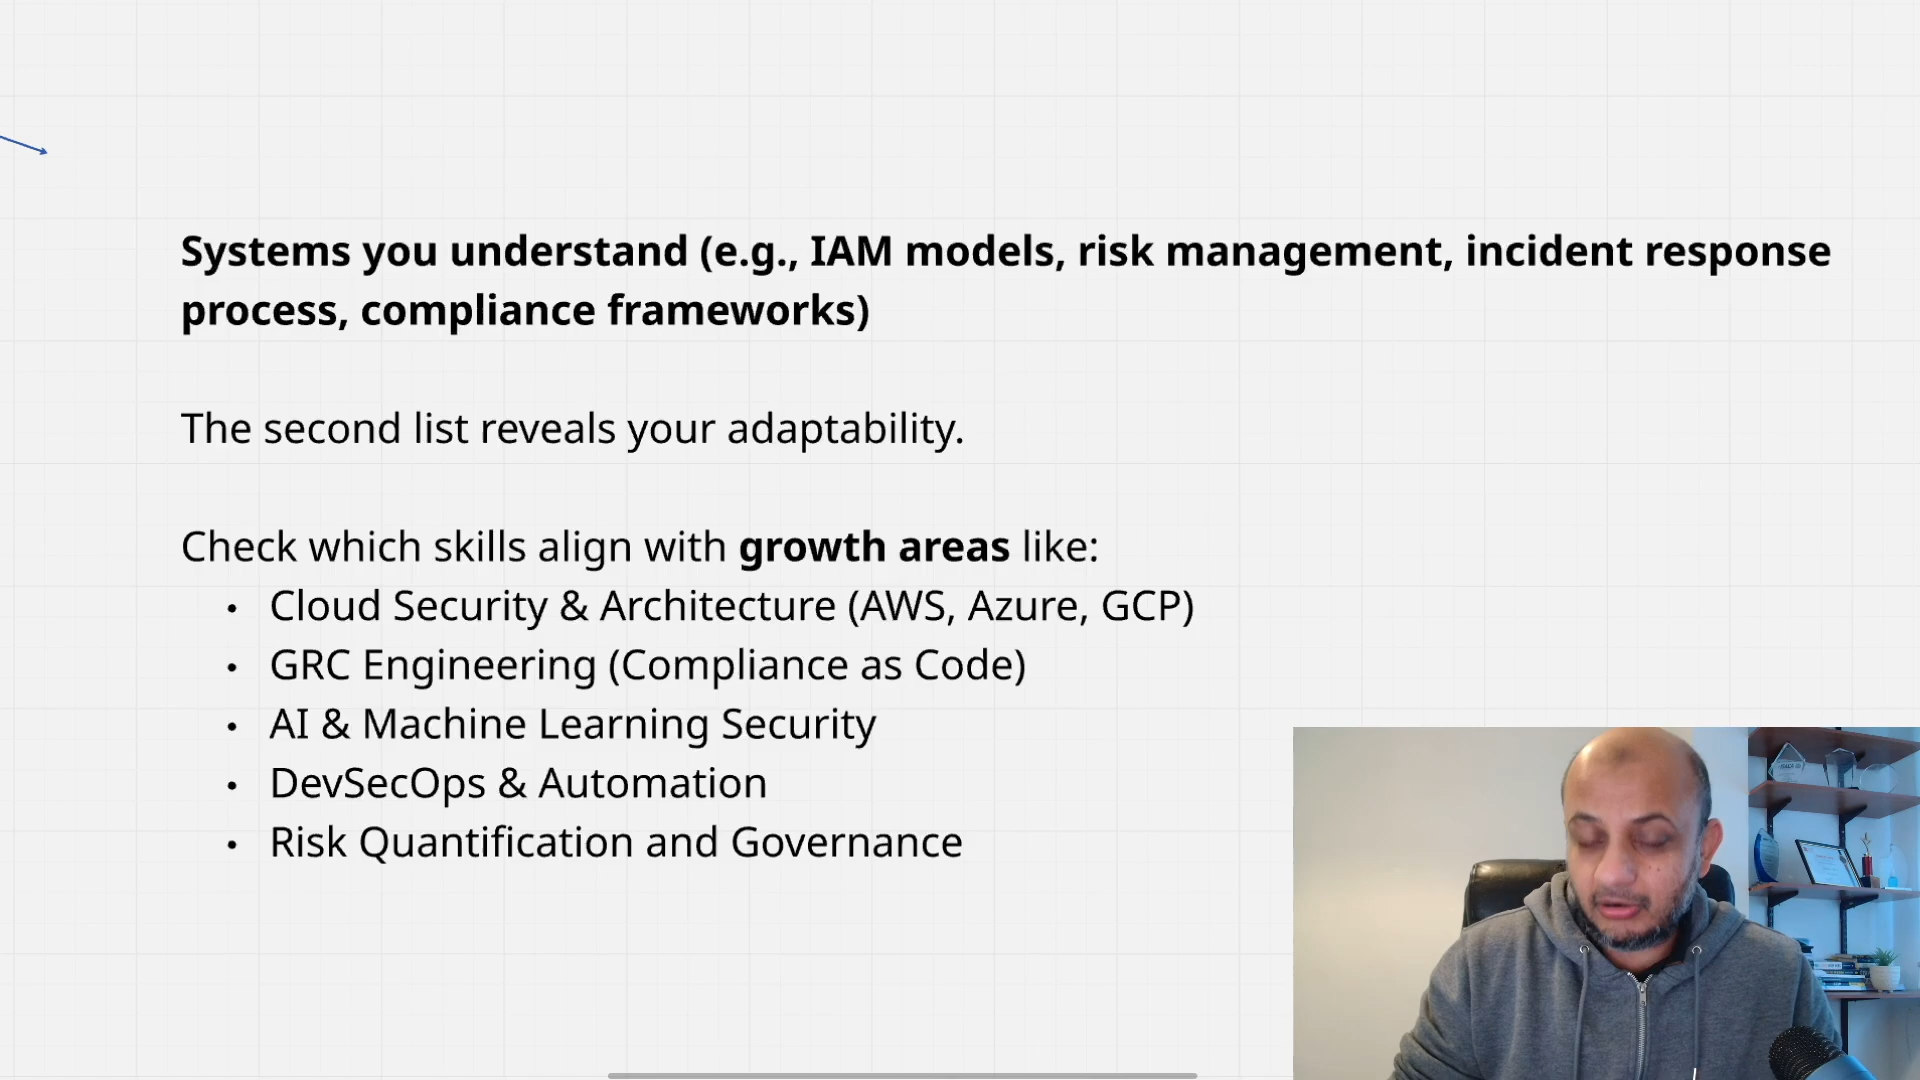 Systems you understand (e.g., IAM models, risk management, incident response
process, compliance frameworks)
The second list reveals your adaptability.
Check which skills align with growth areas like:
• Cloud Security & Architecture (AWS, Azure, GCP)
• GRC Engineering (Compliance as Code)
• AI & Machine Learning Security
• DevSecOps & Automation
• Risk Quantification and Governance